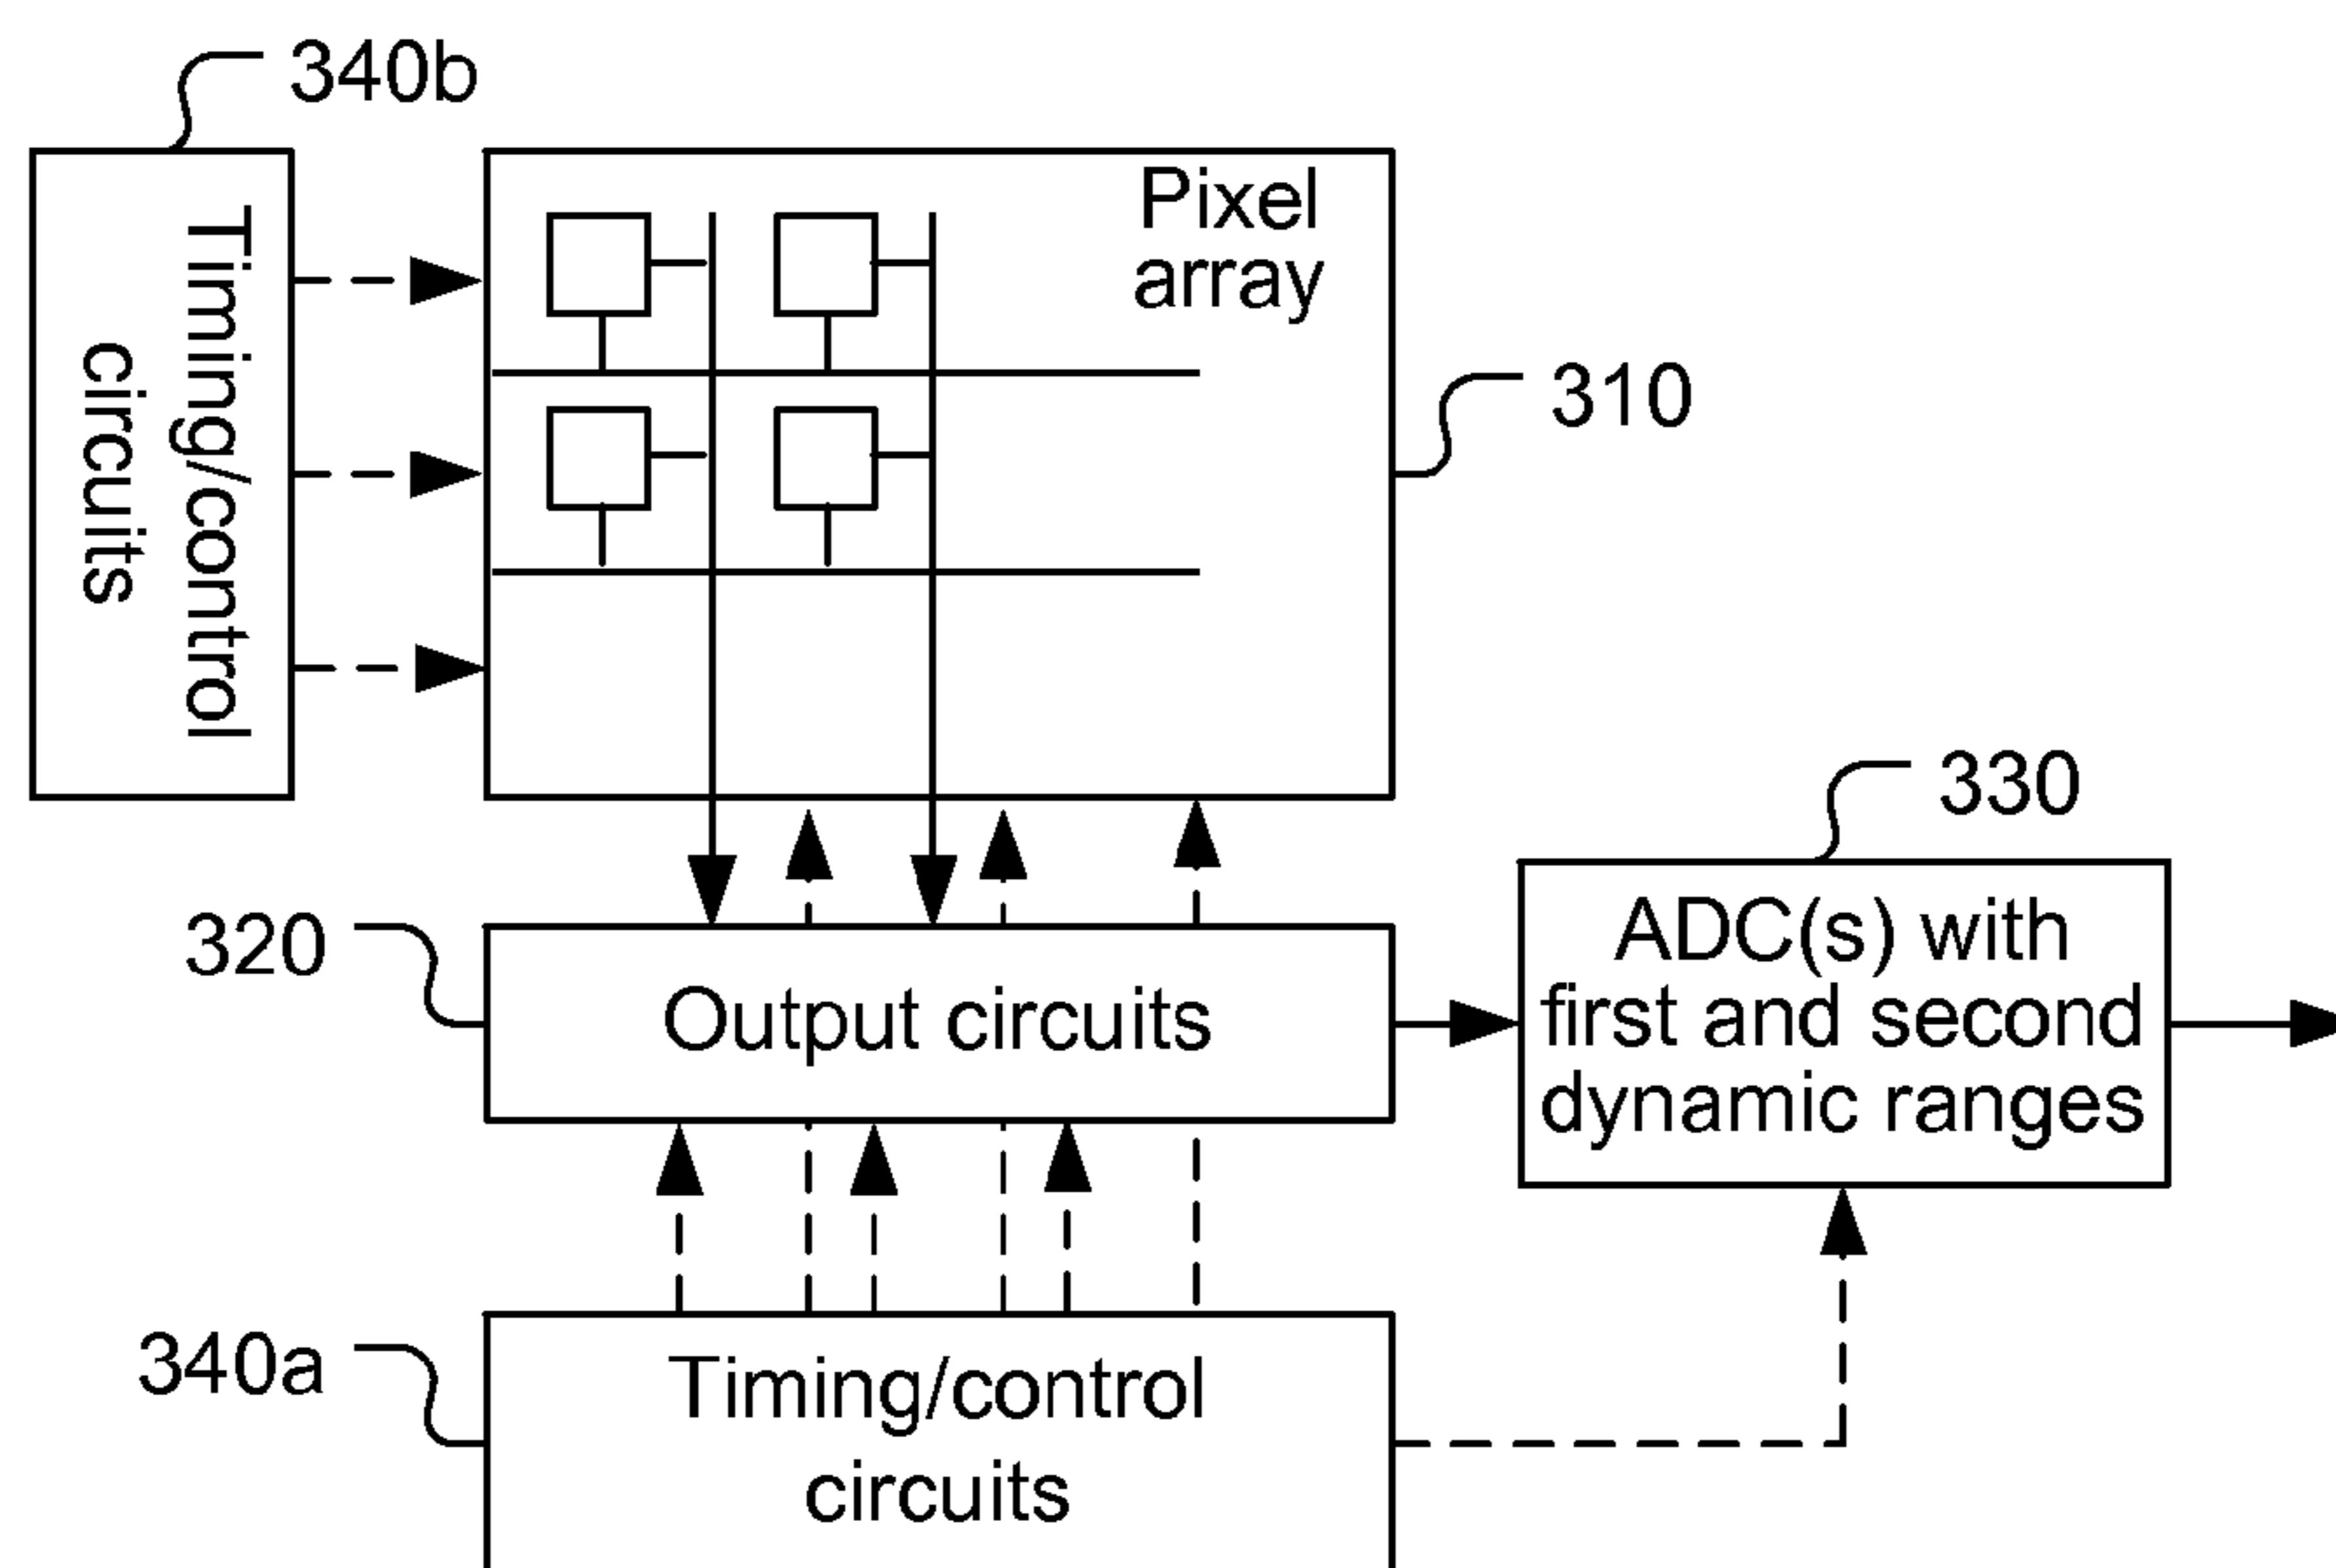 340b
Timing/control
circuits
Pixel
array
310
330
320
Output circuits
ADC(s) with
first and second
dynamic ranges
340a
Timing/control
circuits